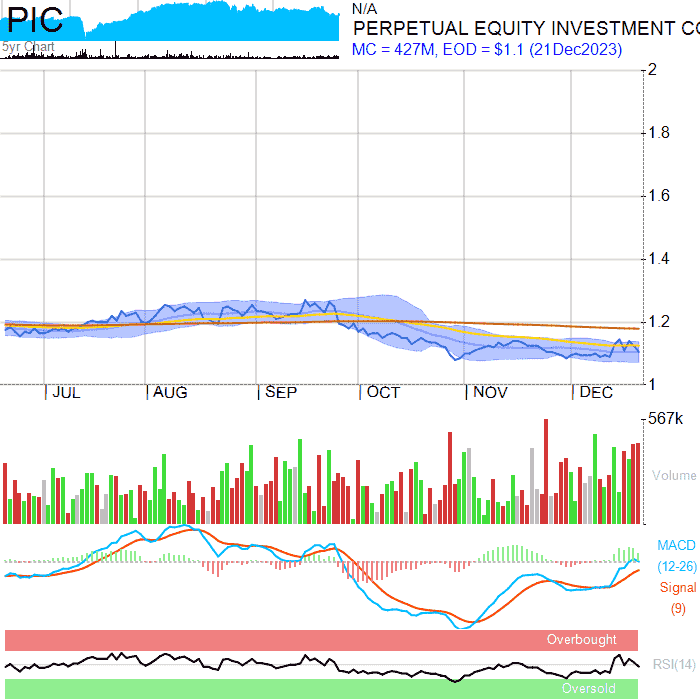 PIC
N/A
PERPETUAL EQUITY INVESTMENT CO
5yr Chart
MC = 427M, EOD = $1.1 (21Dec2023)
2
1.8
1.6
1.4
1.2
1
JUL AUG SEP OCT NOV DEC
567k
Volume
MACD
(12-26)
Signal
(9)
Overbought
RSI(14)
Oversold